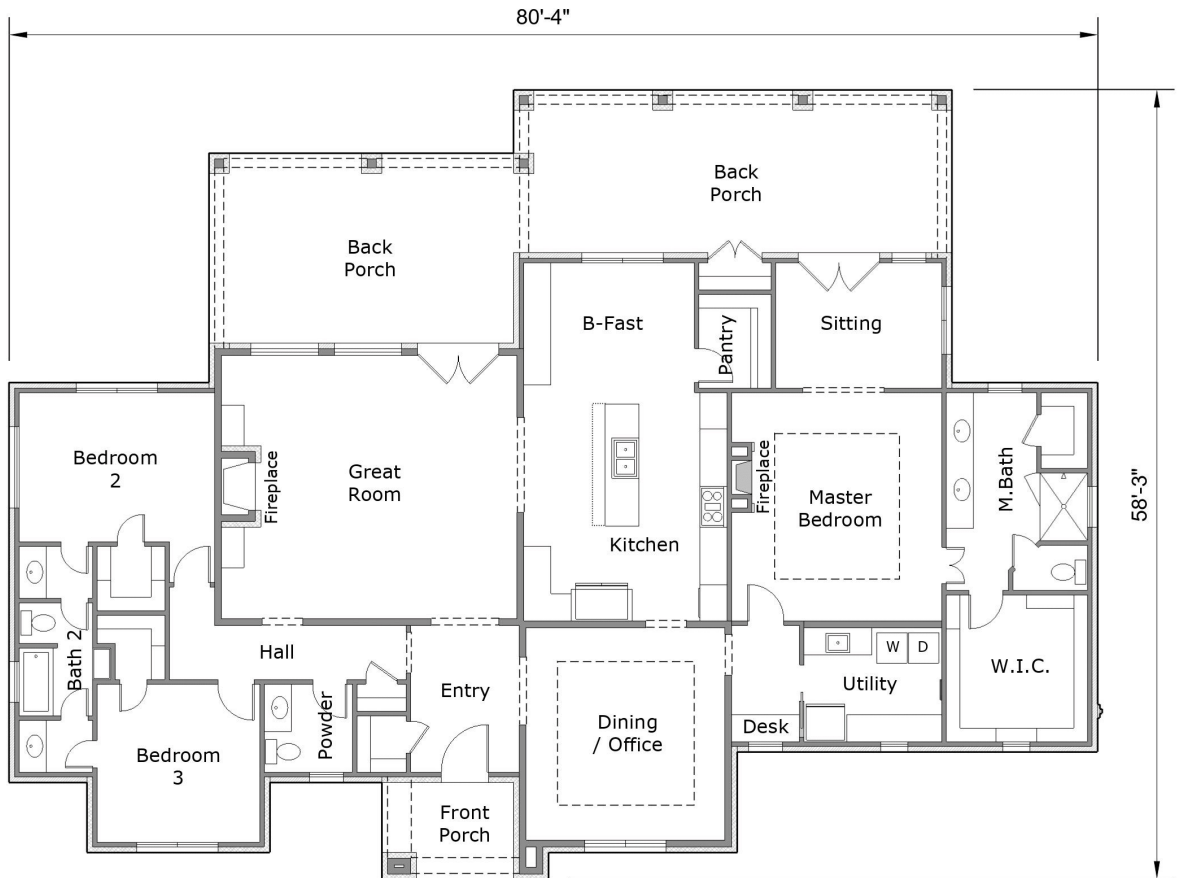 80'-4"
Back
Porch
Back
Porch
B-Fast
Pantry
Sitting
58'-3"
Bedroom
2
Fireplace
Great
Room
Kitchen
Fireplace
Master
Bedroom
M.Bath
Bath 2
Hall
Entry
Powder
Bedroom
3
Dining
/ Office
W
D
Utility
Desk
W.I.C.
Front
Porch